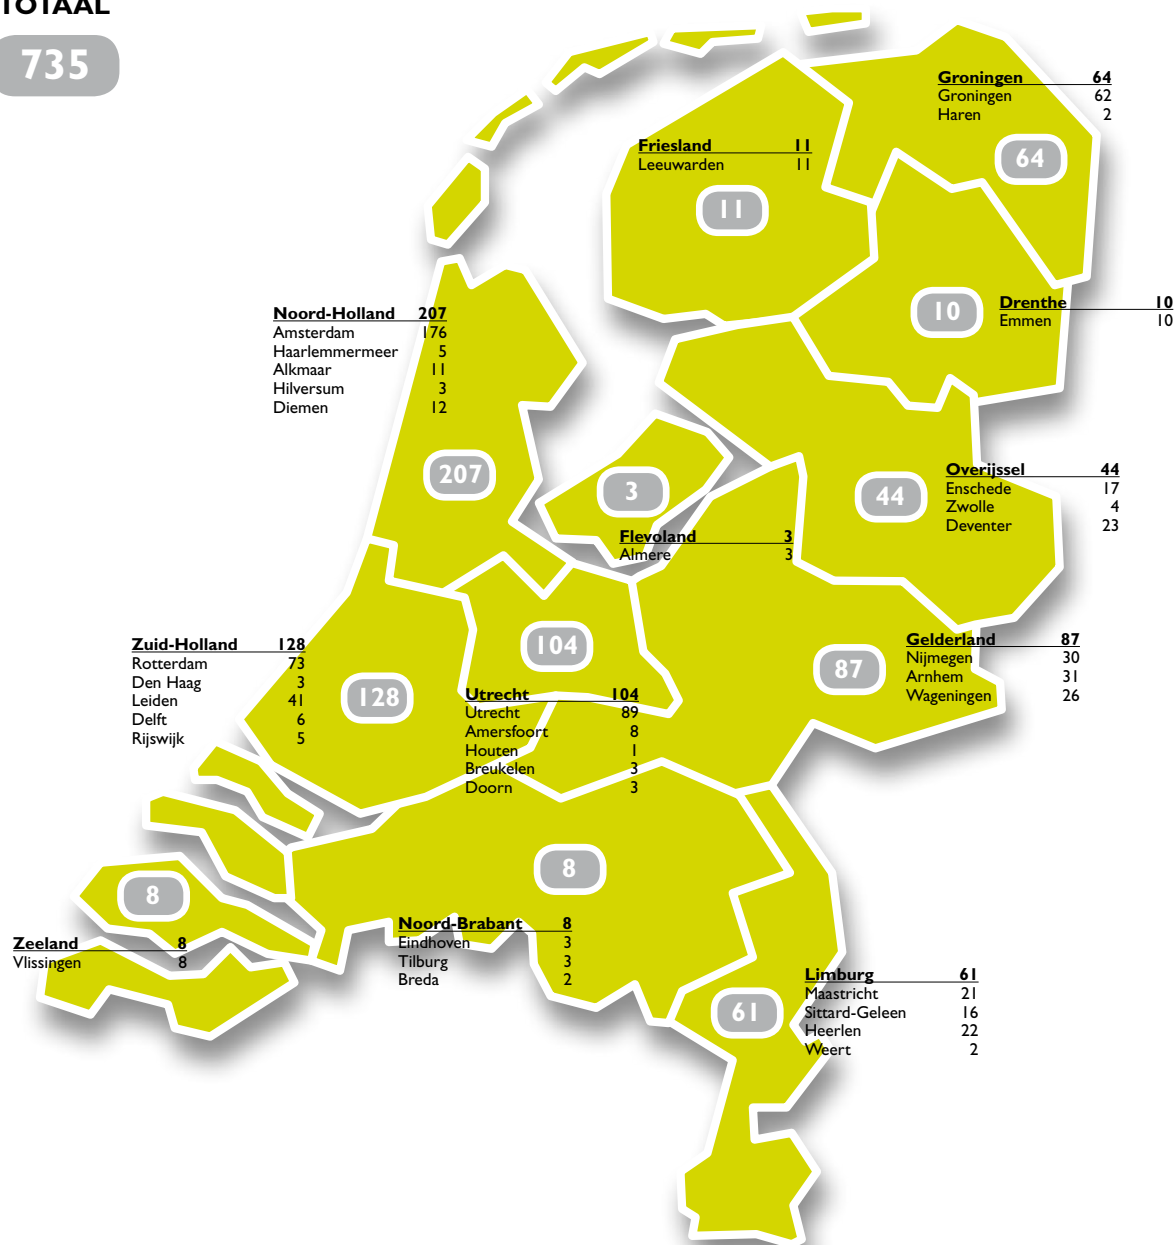 TOTAAL
735
Groningen 64
Groningen 62
Haren 2
64
Friesland 11
Leeuwarden 11
11
Drenthe 10
Emmen 10
10
Noord-Holland 207
Amsterdam 176
Haarlemmermeer 5
Alkmaar 11
Hilversum 3
Diemen 12
207
3
Flevoland 3
Almere 3
44
Overijssel 44
Enschede 17
Zwolle 4
Deventer 23
Zuid-Holland 128
Rotterdam 73
Den Haag 3
Leiden 41
Delft 6
Rijswijk 5
128
104
Utrecht 104
Utrecht 89
Amersfoort 8
Houten 1
Breukelen 3
Doorn 3
87
Gelderland 87
Nijmegen 30
Arnhem 31
Wageningen 26
8
Zeeland 8
Vlissingen 8
8
Noord-Brabant 8
Eindhoven 3
Tilburg 3
Breda 2
61
Limburg 61
Maastricht 21
Sittard-Geleen 16
Heerlen 22
Weert 2